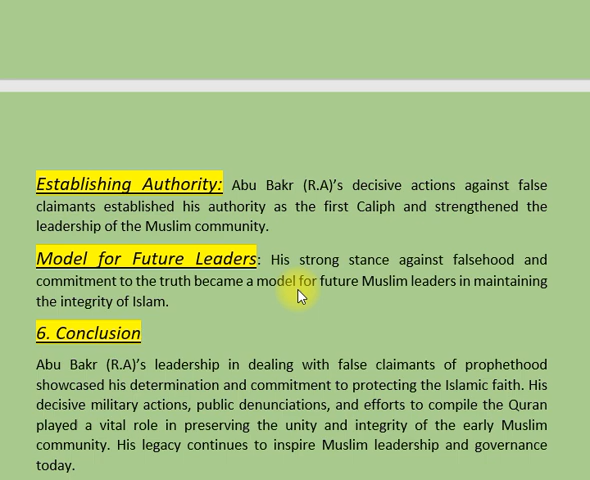 Establishing Authority: Abu Bakr (R.A)’s decisive actions against false
claimants established his authority as the first Caliph and strengthened the
leadership of the Muslim community.
Model for Future Leaders: His strong stance against falsehood and
commitment to the truth became a model for future Muslim leaders in maintaining
the integrity of Islam.
6. Conclusion
Abu Bakr (R.A)’s leadership in dealing with false claimants of prophethood
showcased his determination and commitment to protecting the Islamic faith. His
decisive military actions, public denunciations, and efforts to compile the Quran
played a vital role in preserving the unity and integrity of the early Muslim
community. His legacy continues to inspire Muslim leadership and governance
today.